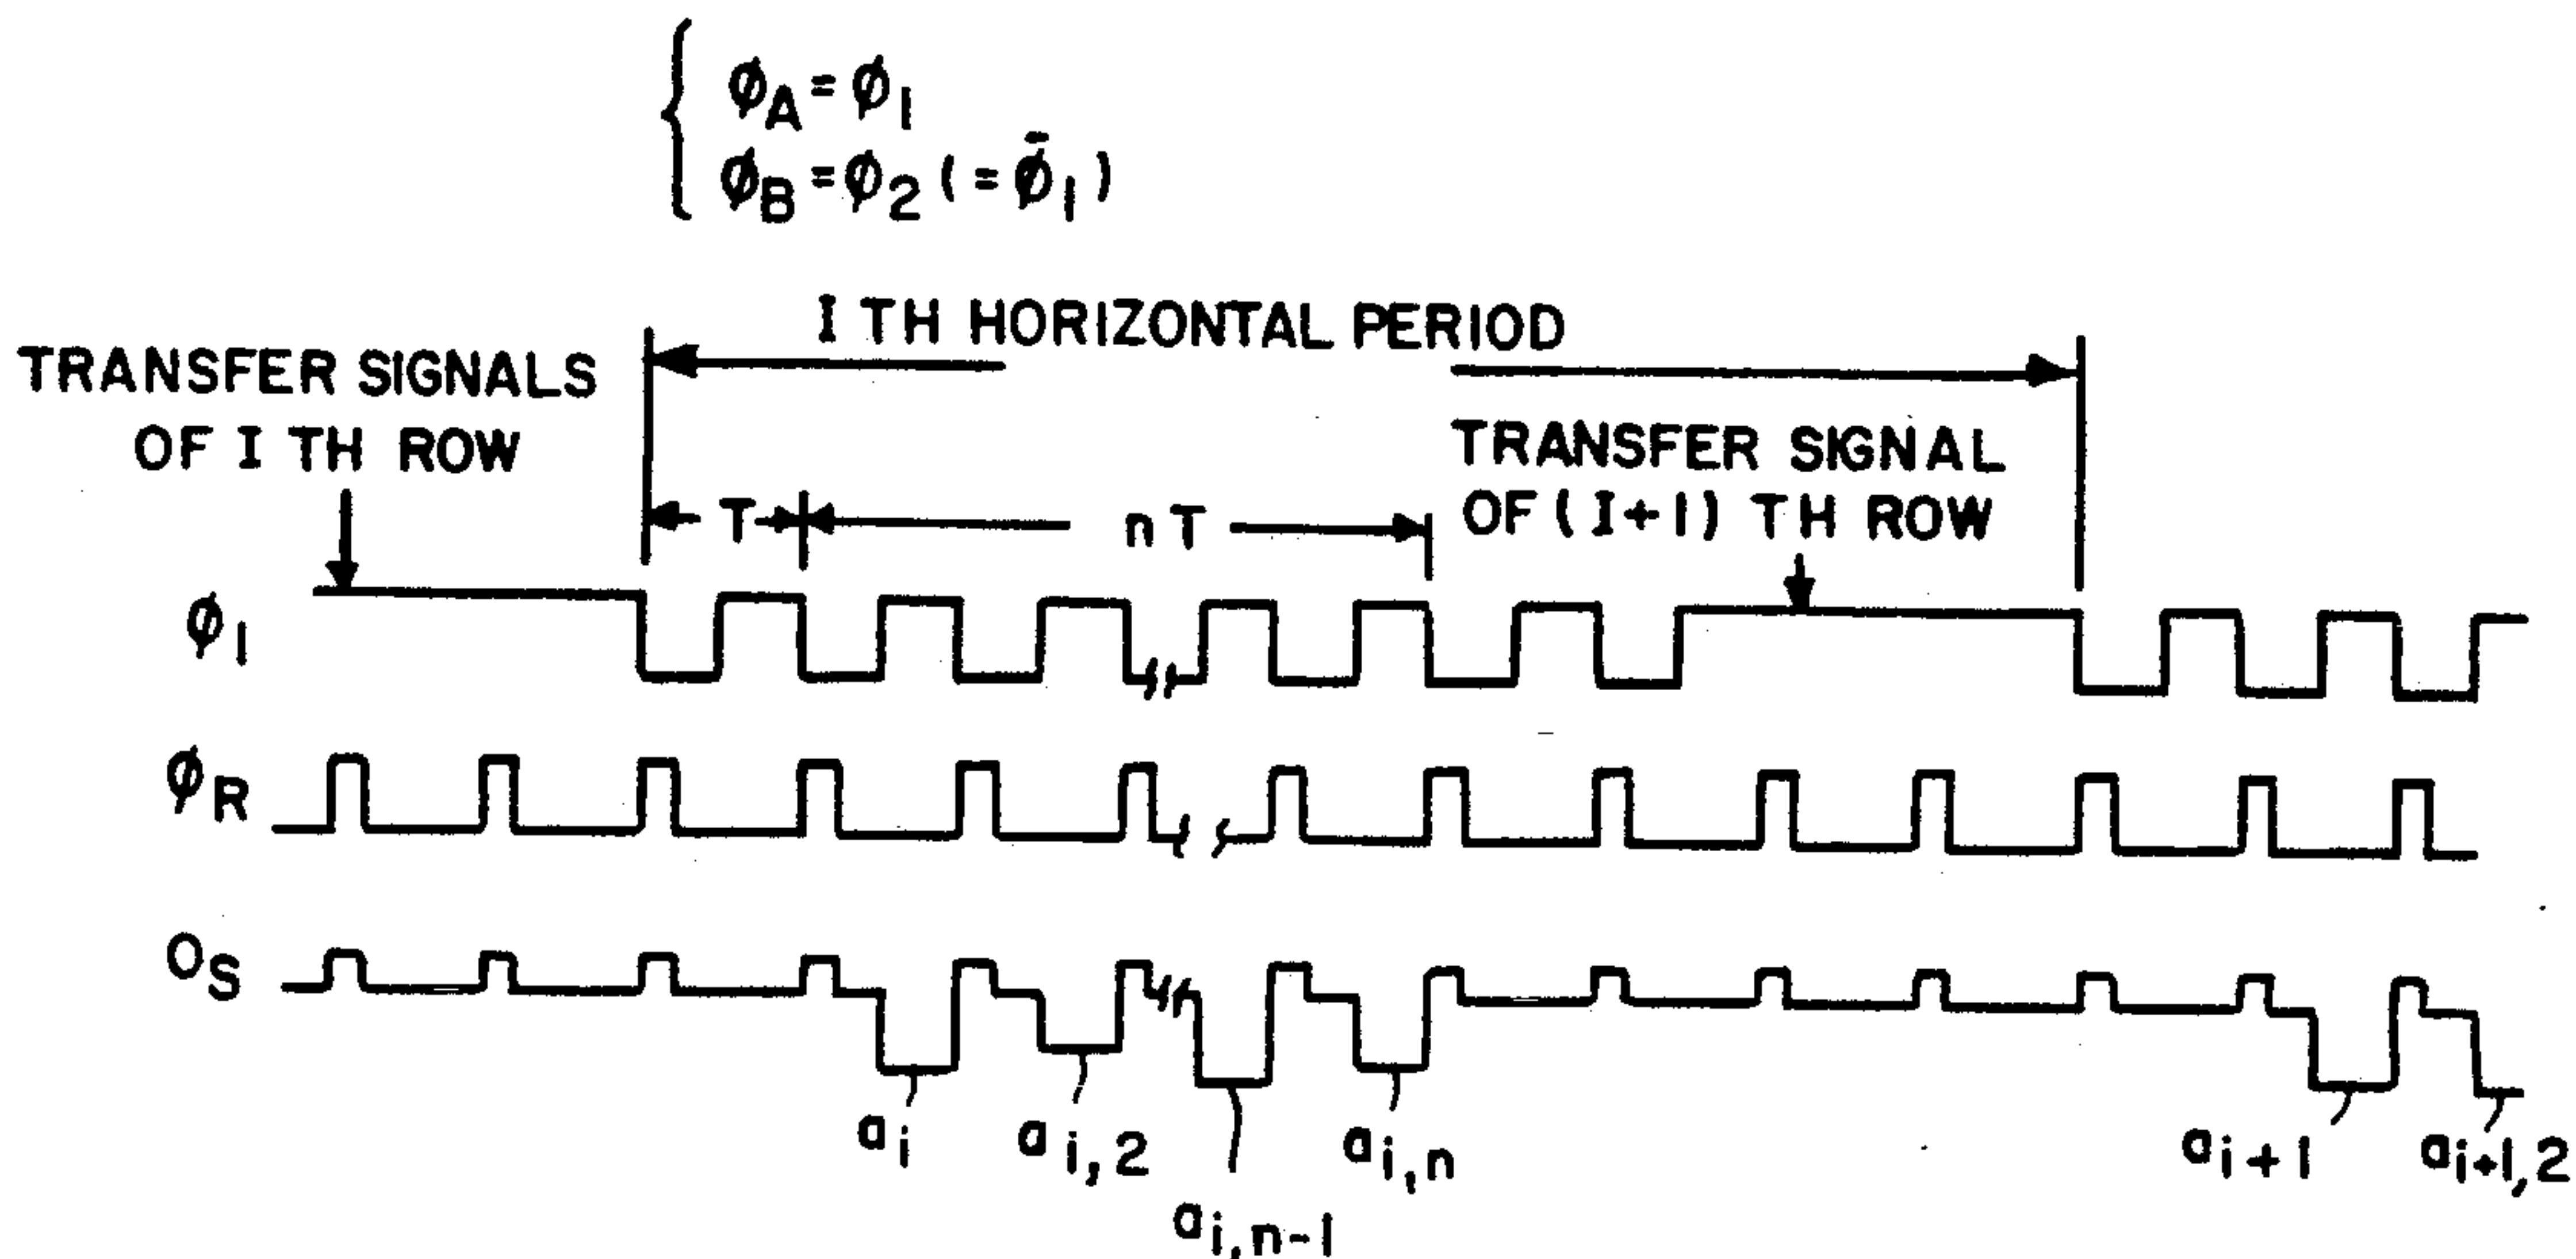 ϕA = ϕ1
ϕB = ϕ2 (= ϕ̄1)
I TH HORIZONTAL PERIOD
TRANSFER SIGNALS
OF I TH ROW
TRANSFER SIGNAL
OF (I+1) TH ROW
T
nT
ϕ1
ϕR
OS
ai
ai,2
ai,n-1
ai,n
ai+1
ai+1,2